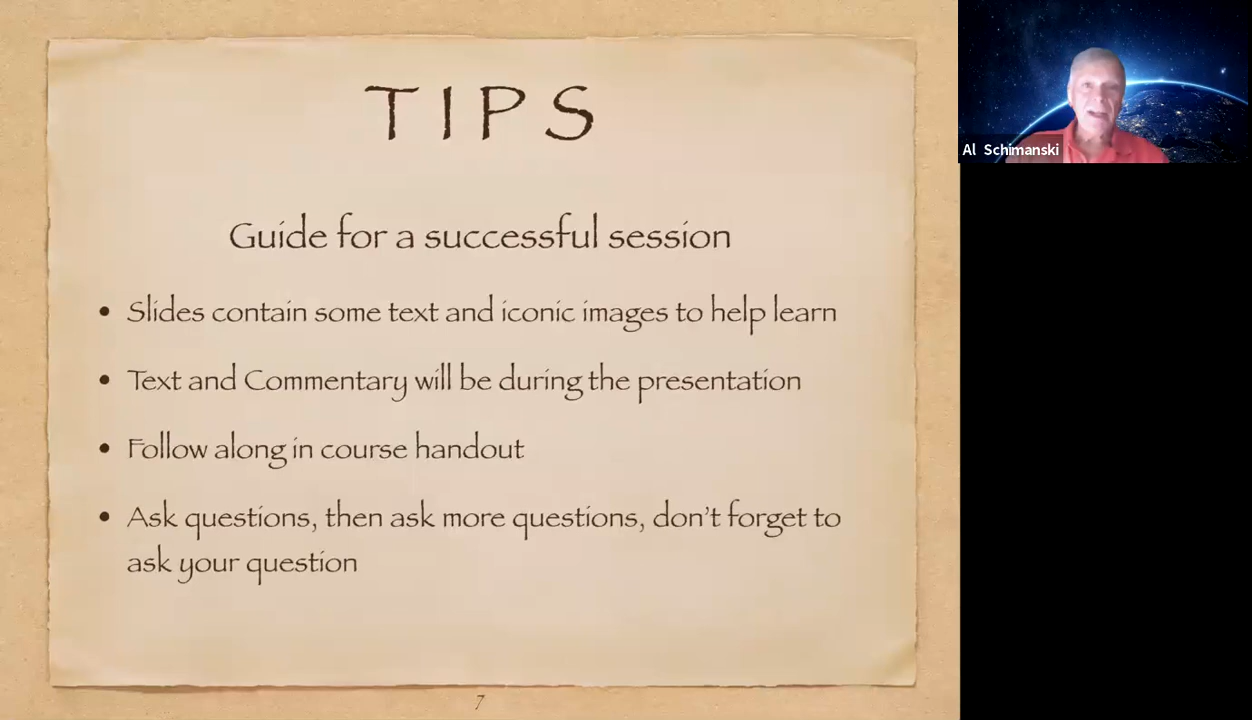 T I P S
Guide for a successful session
• Slides contain some text and iconic images to help learn
• Text and Commentary will be during the presentation
• Follow along in course handout
• Ask questions, then ask more questions, don't forget to
ask your question
7
Al Schimanski